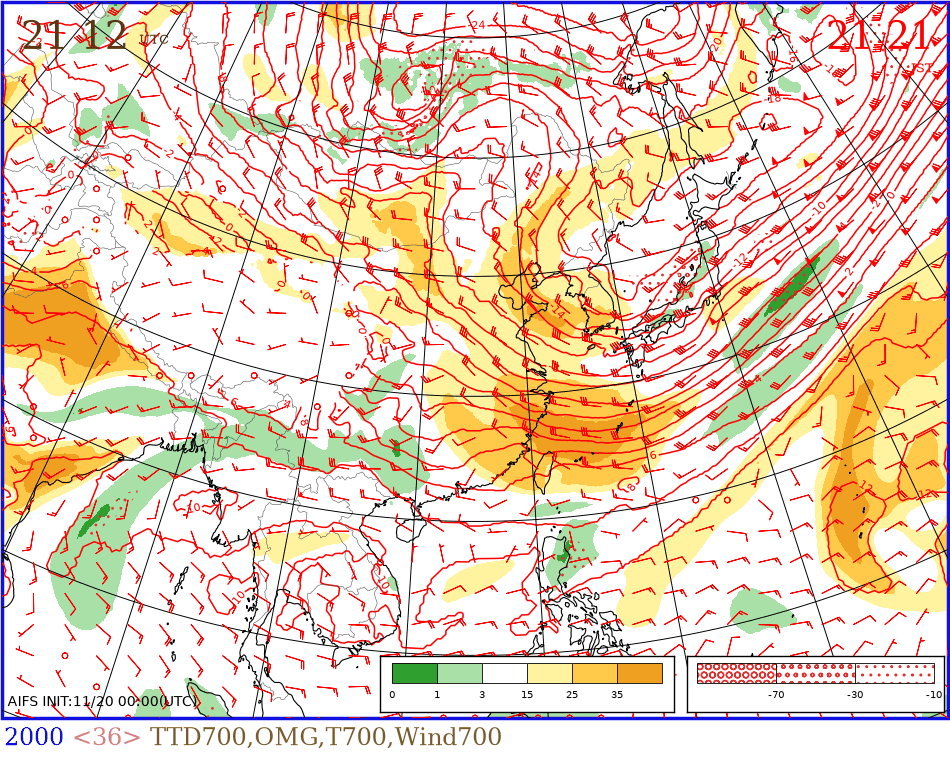 21 12 UTC
21 21 JST
AIFS INIT:11/20 00:00(UTC)
0 1 3 15 25 35
-70 -30 -10
2000 <36> TTD700,OMG,T700,Wind700